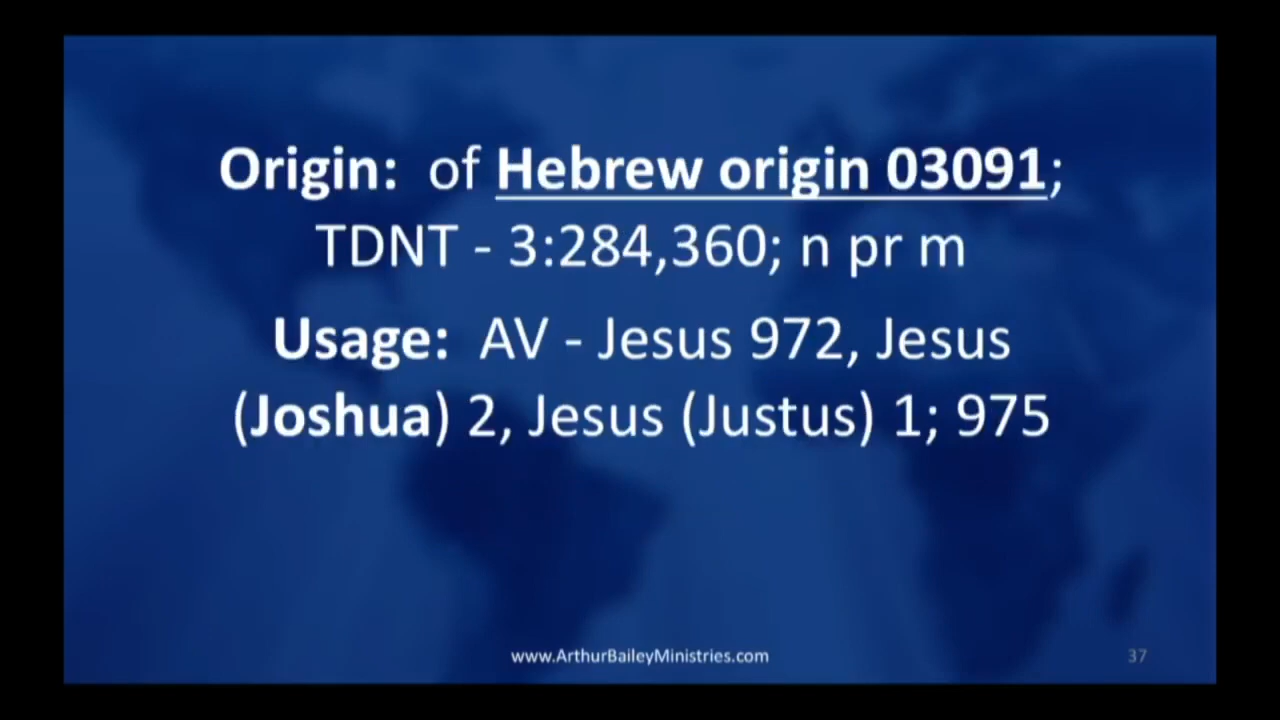 Origin: of Hebrew origin 03091;
TDNT - 3:284,360; n pr m
Usage: AV - Jesus 972, Jesus
(Joshua) 2, Jesus (Justus) 1; 975
www.ArthurBaileyMinistries.com
37